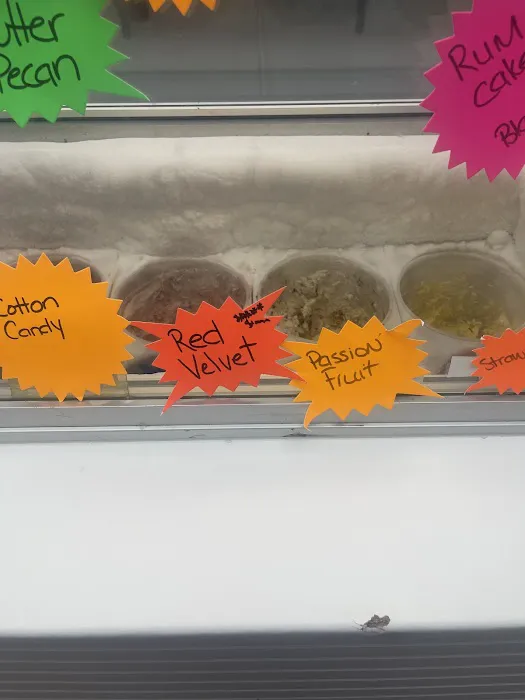 utter
Pecan
Rum
cake
Cotton
Candy
Red
Velvet
Passion
Fruit
Straw